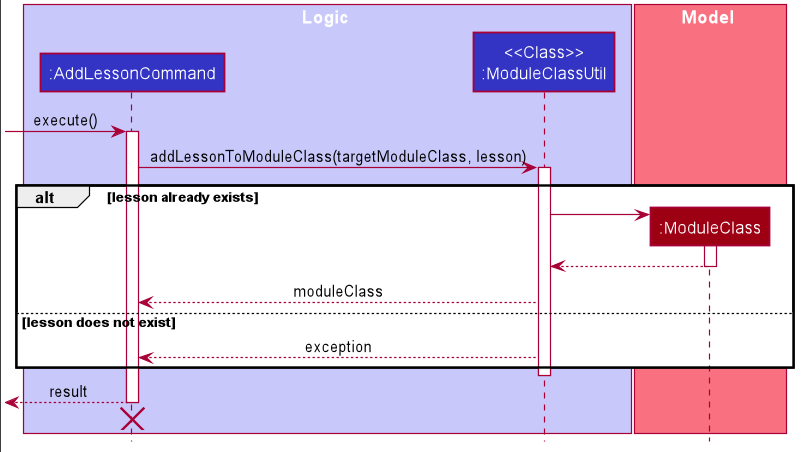 Logic
Model
<<Class>>
:AddLessonCommand
:ModuleClassUtil
execute()
addLessonToModuleClass(targetModuleClass, lesson)
alt
[lesson already exists]
:ModuleClass
moduleClass
[lesson does not exist]
exception
result